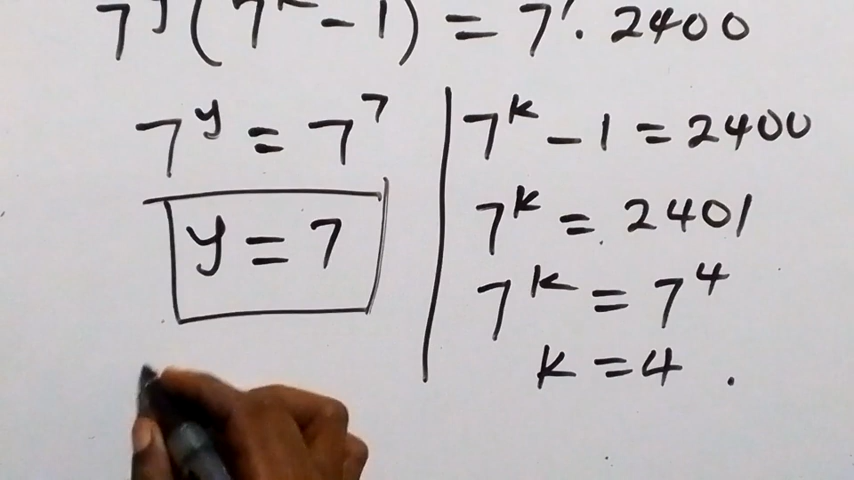 7^y (7^k - 1) = 7^7 . 2400
7^y = 7^7
y = 7
7^k - 1 = 2400
7^k = 2401
7^k = 7^4
k = 4 .